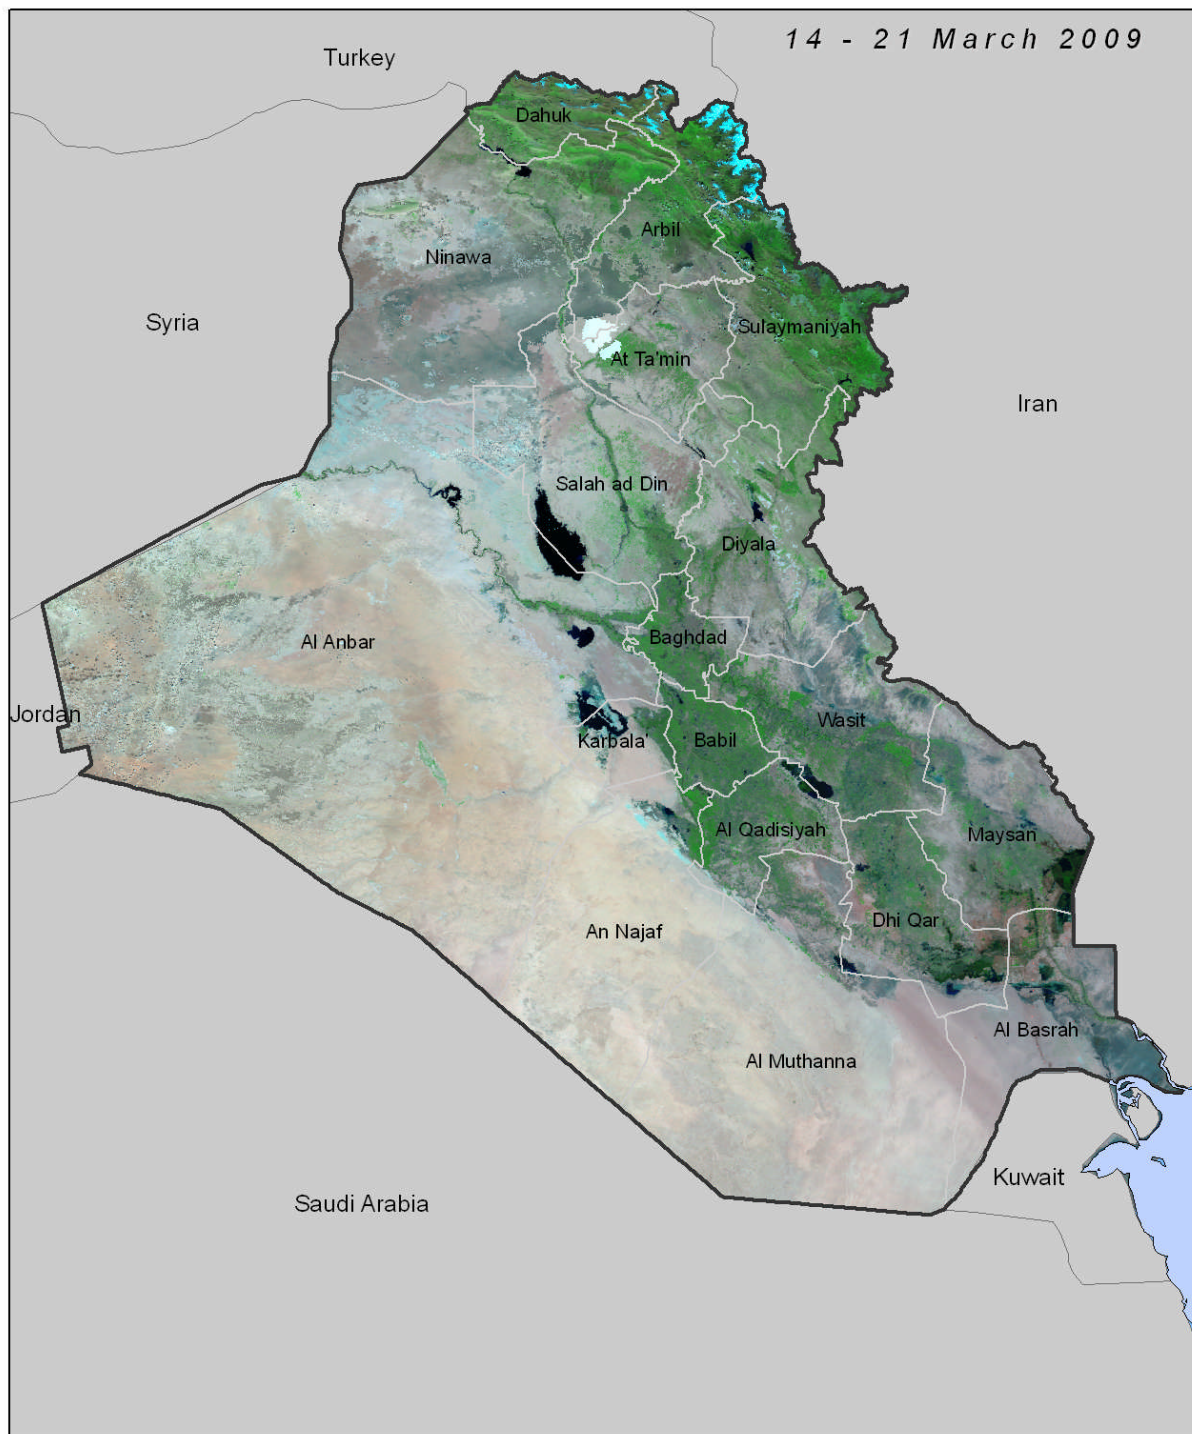 14 - 21 March 2009
Turkey
Dahuk
Arbil
Ninawa
Syria
Sulaymaniyah
At Ta'min
Iran
Salah ad Din
Diyala
Al Anbar
Baghdad
Jordan
Wasit
Karbala'
Babil
Al Qadisiyah
Maysan
An Najaf
Dhi Qar
Al Basrah
Al Muthanna
Kuwait
Saudi Arabia